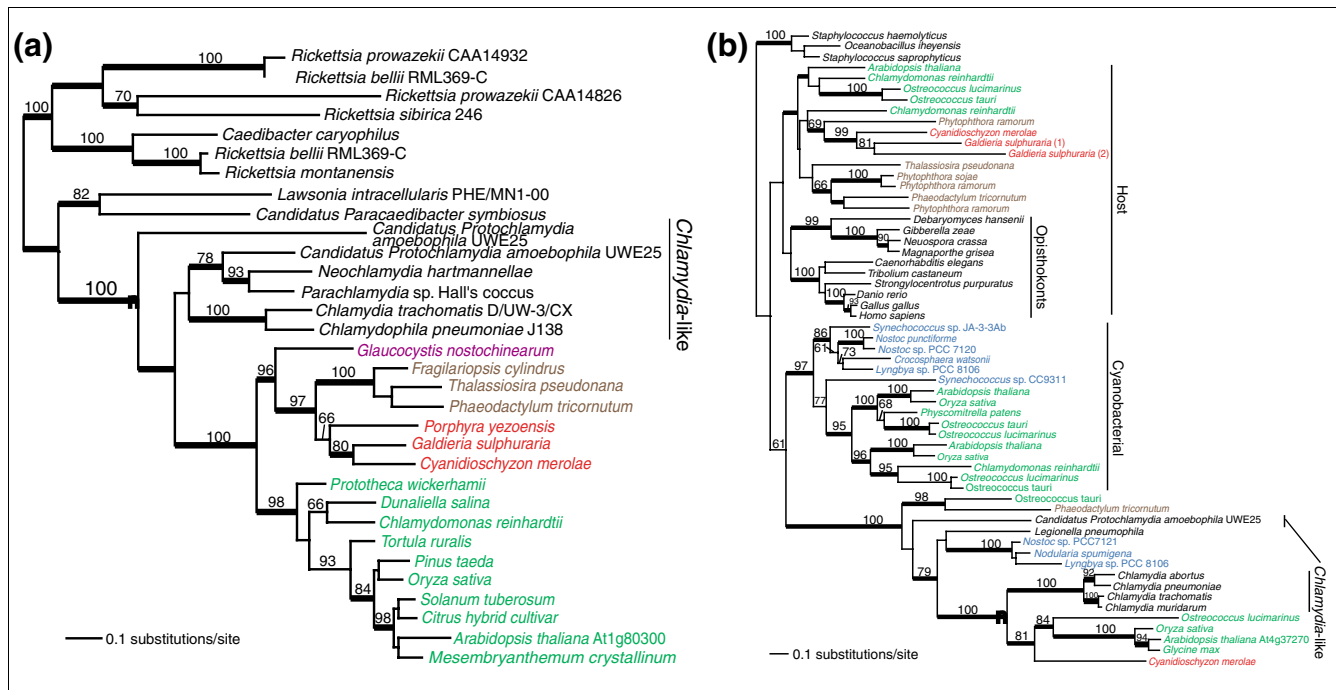 (a)
100
Rickettsia prowazekii CAA14932
Rickettsia bellii RML369-C
70
Rickettsia prowazekii CAA14826
100
Rickettsia sibirica 246
Caedibacter caryophilus
100
100
Rickettsia bellii RML369-C
Rickettsia montanensis
82
Lawsonia intracellularis PHE/MN1-00
Candidatus Paracaedibacter symbiosus
Candidatus Protochlamydia
amoebophila UWE25
78
Candidatus Protochlamydia amoebophila UWE25
93
Neochlamydia hartmannellae
100
Parachlamydia sp. Hall's coccus
100
Chlamydia trachomatis D/UW-3/CX
Chlamydophila pneumoniae J138
Chlamydia-like
Glaucocystis nostochinearum
96
100
Fragilariopsis cylindrus
97
Thalassiosira pseudonana
Phaeodactylum tricornutum
66
Porphyra yezoensis
100
80
Galdieria sulphuraria
Cyanidioschyzon merolae
Prototheca wickerhamii
98
66
Dunaliella salina
Chlamydomonas reinhardtii
93
Tortula ruralis
Pinus taeda
84
Oryza sativa
Solanum tuberosum
98
Citrus hybrid cultivar
Arabidopsis thaliana At1g80300
Mesembryanthemum crystallinum
0.1 substitutions/site
(b)
100
Staphylococcus haemolyticus
Oceanobacillus iheyensis
Staphylococcus saprophyticus
Arabidopsis thaliana
Chlamydomonas reinhardtii
100
Ostreococcus lucimarinus
Ostreococcus tauri
Chlamydomonas reinhardtii
69
Phytophthora ramorum
99
Cyanidioschyzon merolae
81
Galdieria sulphuraria (1)
Galdieria sulphuraria (2)
Thalassiosira pseudonana
100
Phytophthora sojae
66
Phytophthora ramorum
Phaeodactylum tricornutum
Phytophthora ramorum
Host
99
Debaryomces hansenii
100
Gibberella zeae
90
Neuospora crassa
Magnaporthe grisea
Caenorhabditis elegans
100
Tribolium castaneum
Strongylocentrotus purpuratus
100
Danio rerio
93
Gallus gallus
Homo sapiens
Opisthokonts
86
Synechococcus sp. JA-3-3Ab
100
Nostoc punctiforme
61
73
Nostoc sp. PCC 7120
97
Crocosphaera watsonii
Lyngbya sp. PCC 8106
Synechococcus sp. CC9311
77
100
Arabidopsis thaliana
100
Oryza sativa
68
Physcomitrella patens
100
Ostreococcus tauri
95
Ostreococcus lucimarinus
61
100
Arabidopsis thaliana
96
Oryza sativa
95
Chlamydomonas reinhardtii
100
Ostreococcus lucimarinus
Ostreococcus tauri
Cyanobacterial
98
Ostreococcus tauri
Phaeodactylum tricornutum
100
Candidatus Protochlamydia amoebophila UWE25
Legionella pneumophila
100
Nostoc sp. PCC7121
79
Nodularia spumigena
Lyngbya sp. PCC 8106
92
Chlamydia abortus
100
Chlamydia pneumoniae
100
Chlamydia trachomatis
Chlamydia muridarum
100
84
Ostreococcus lucimarinus
81
100
Oryza sativa
94
Arabidopsis thaliana At4g37270
Glycine max
Cyanidioschyzon merolae
Chlamydia-like
0.1 substitutions/site